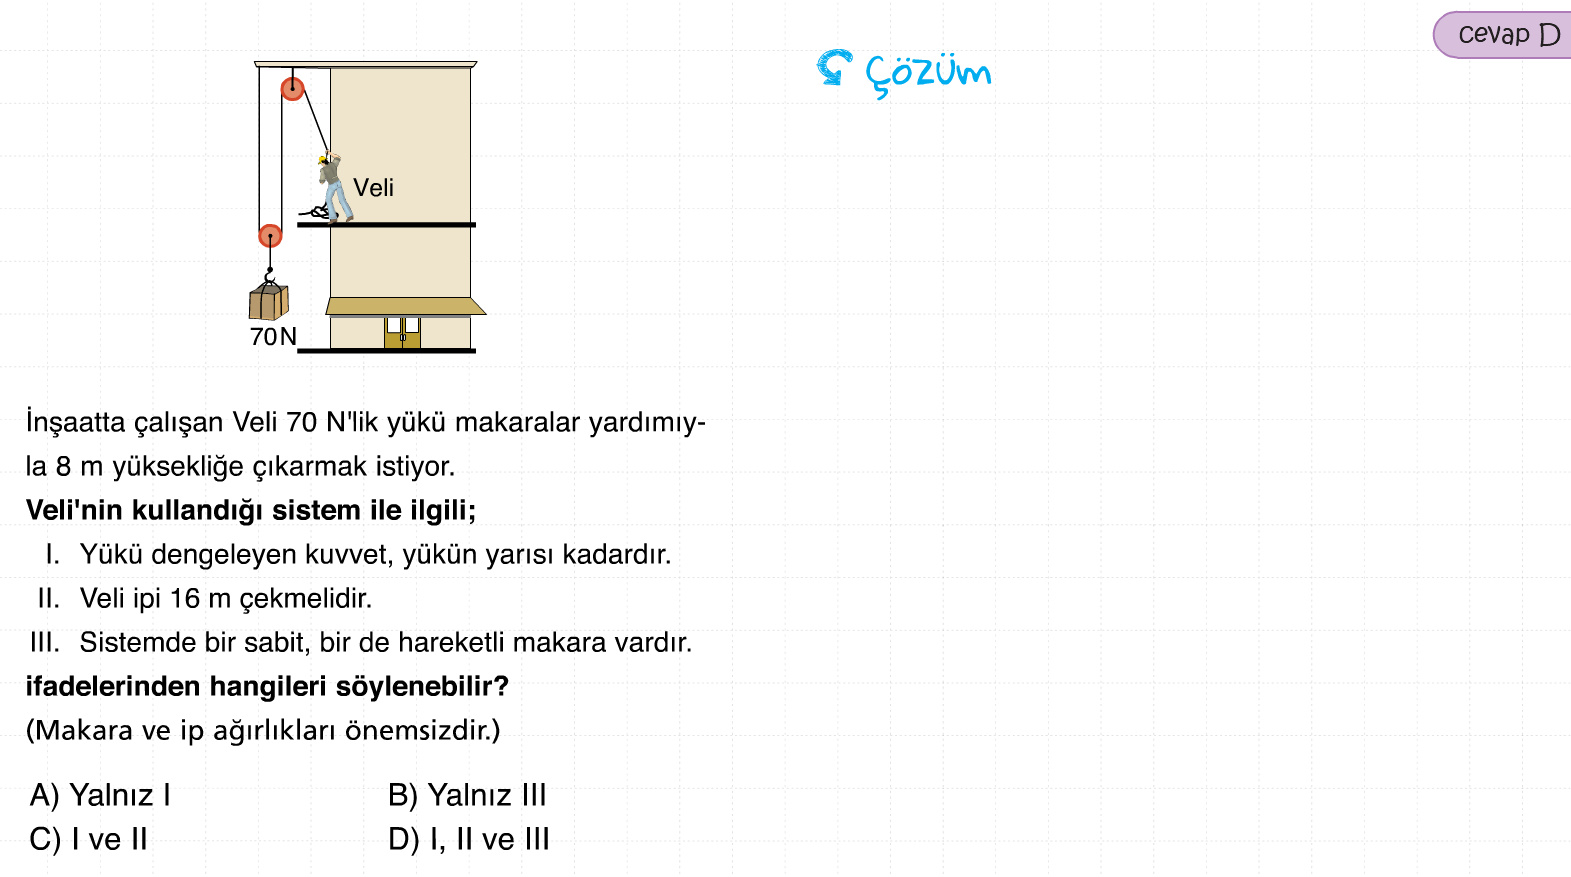 cevap D
Çözüm
Veli
70 N
İnşaatta çalışan Veli 70 N'lik yükü makaralar yardımıy-
la 8 m yüksekliğe çıkarmak istiyor.
Veli'nin kullandığı sistem ile ilgili;
I. Yükü dengeleyen kuvvet, yükün yarısı kadardır.
II. Veli ipi 16 m çekmelidir.
III. Sistemde bir sabit, bir de hareketli makara vardır.
ifadelerinden hangileri söylenebilir?
(Makara ve ip ağırlıkları önemsizdir.)
A) Yalnız I B) Yalnız III
C) I ve II D) I, II ve III